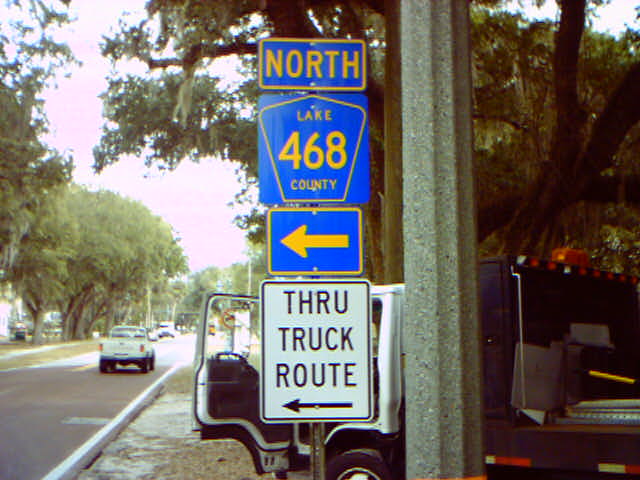 NORTH
LAKE
468
COUNTY
THRU
TRUCK
ROUTE